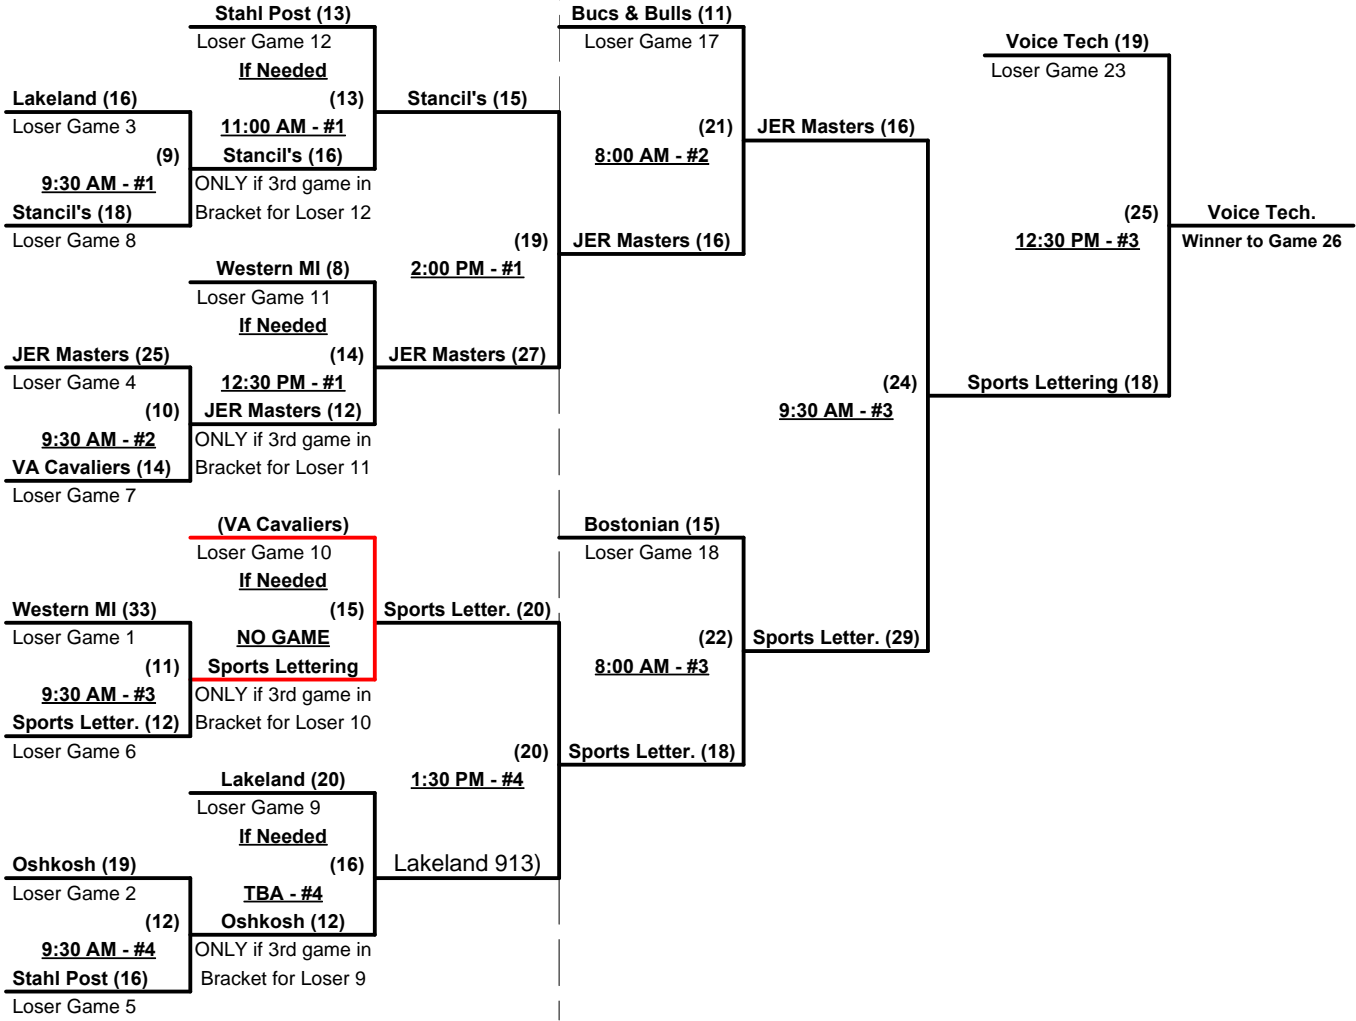 Stahl Post (13)
Loser Game 12
If Needed
(13)
11:00 AM - #1
Stancil's (16)
ONLY if 3rd game in
Bracket for Loser 12
Lakeland (16)
Loser Game 3
(9)
9:30 AM - #1
Stancil's (18)
Loser Game 8
Western MI (8)
Loser Game 11
If Needed
(14)
12:30 PM - #1
JER Masters (12)
ONLY if 3rd game in
Bracket for Loser 11
JER Masters (25)
Loser Game 4
(10)
9:30 AM - #2
VA Cavaliers (14)
Loser Game 7
(VA Cavaliers)
Loser Game 10
If Needed
(15)
NO GAME
Sports Lettering
ONLY if 3rd game in
Bracket for Loser 10
Western MI (33)
Loser Game 1
(11)
9:30 AM - #3
Sports Letter. (12)
Loser Game 6
Lakeland (20)
Loser Game 9
If Needed
(16)
TBA - #4
Oshkosh (12)
ONLY if 3rd game in
Bracket for Loser 9
Oshkosh (19)
Loser Game 2
(12)
9:30 AM - #4
Stahl Post (16)
Loser Game 5
Stancil's (15)
(19)
2:00 PM - #1
JER Masters (27)
Sports Letter. (20)
(20)
1:30 PM - #4
Lakeland 913)
Bucs & Bulls (11)
Loser Game 17
(21)
8:00 AM - #2
JER Masters (16)
Bostonian (15)
Loser Game 18
(22)
8:00 AM - #3
Sports Letter. (18)
JER Masters (16)
(24)
9:30 AM - #3
Sports Letter. (29)
Voice Tech (19)
Loser Game 23
(25)
12:30 PM - #3
Sports Lettering (18)
Voice Tech.
Winner to Game 26